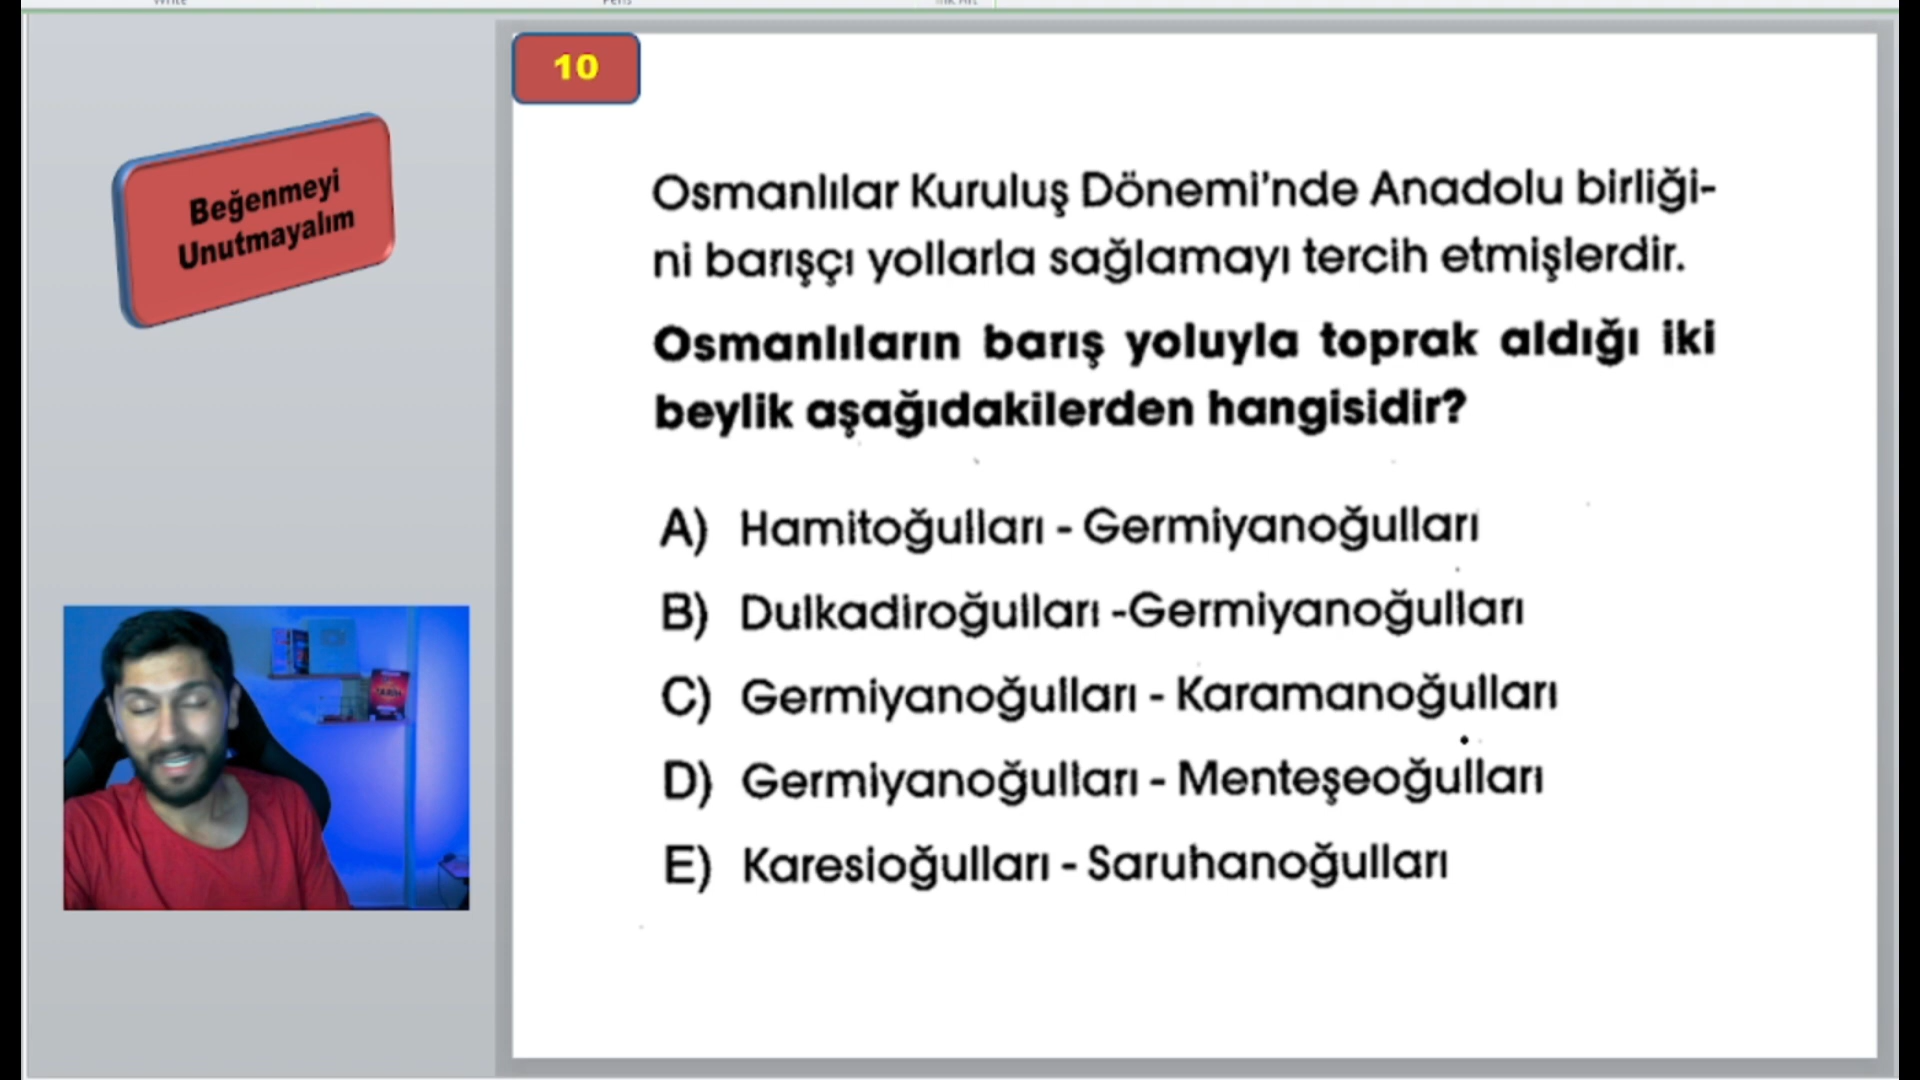 10
Beğenmeyi
Unutmayalım
Osmanlılar Kuruluş Dönemi'nde Anadolu birliği-
ni barışçı yollarla sağlamayı tercih etmişlerdir.
Osmanlıların barış yoluyla toprak aldığı iki
beylik aşağıdakilerden hangisidir?
A) Hamitoğulları - Germiyanoğulları
B) Dulkadiroğulları -Germiyanoğulları
C) Germiyanoğulları - Karamanoğulları
D) Germiyanoğulları - Menteşeoğulları
E) Karesioğulları - Saruhanoğulları